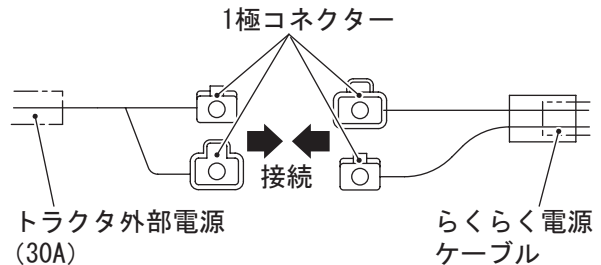 1極コネクター
接続
トラクタ外部電源
(30A)
らくらく電源
ケーブル